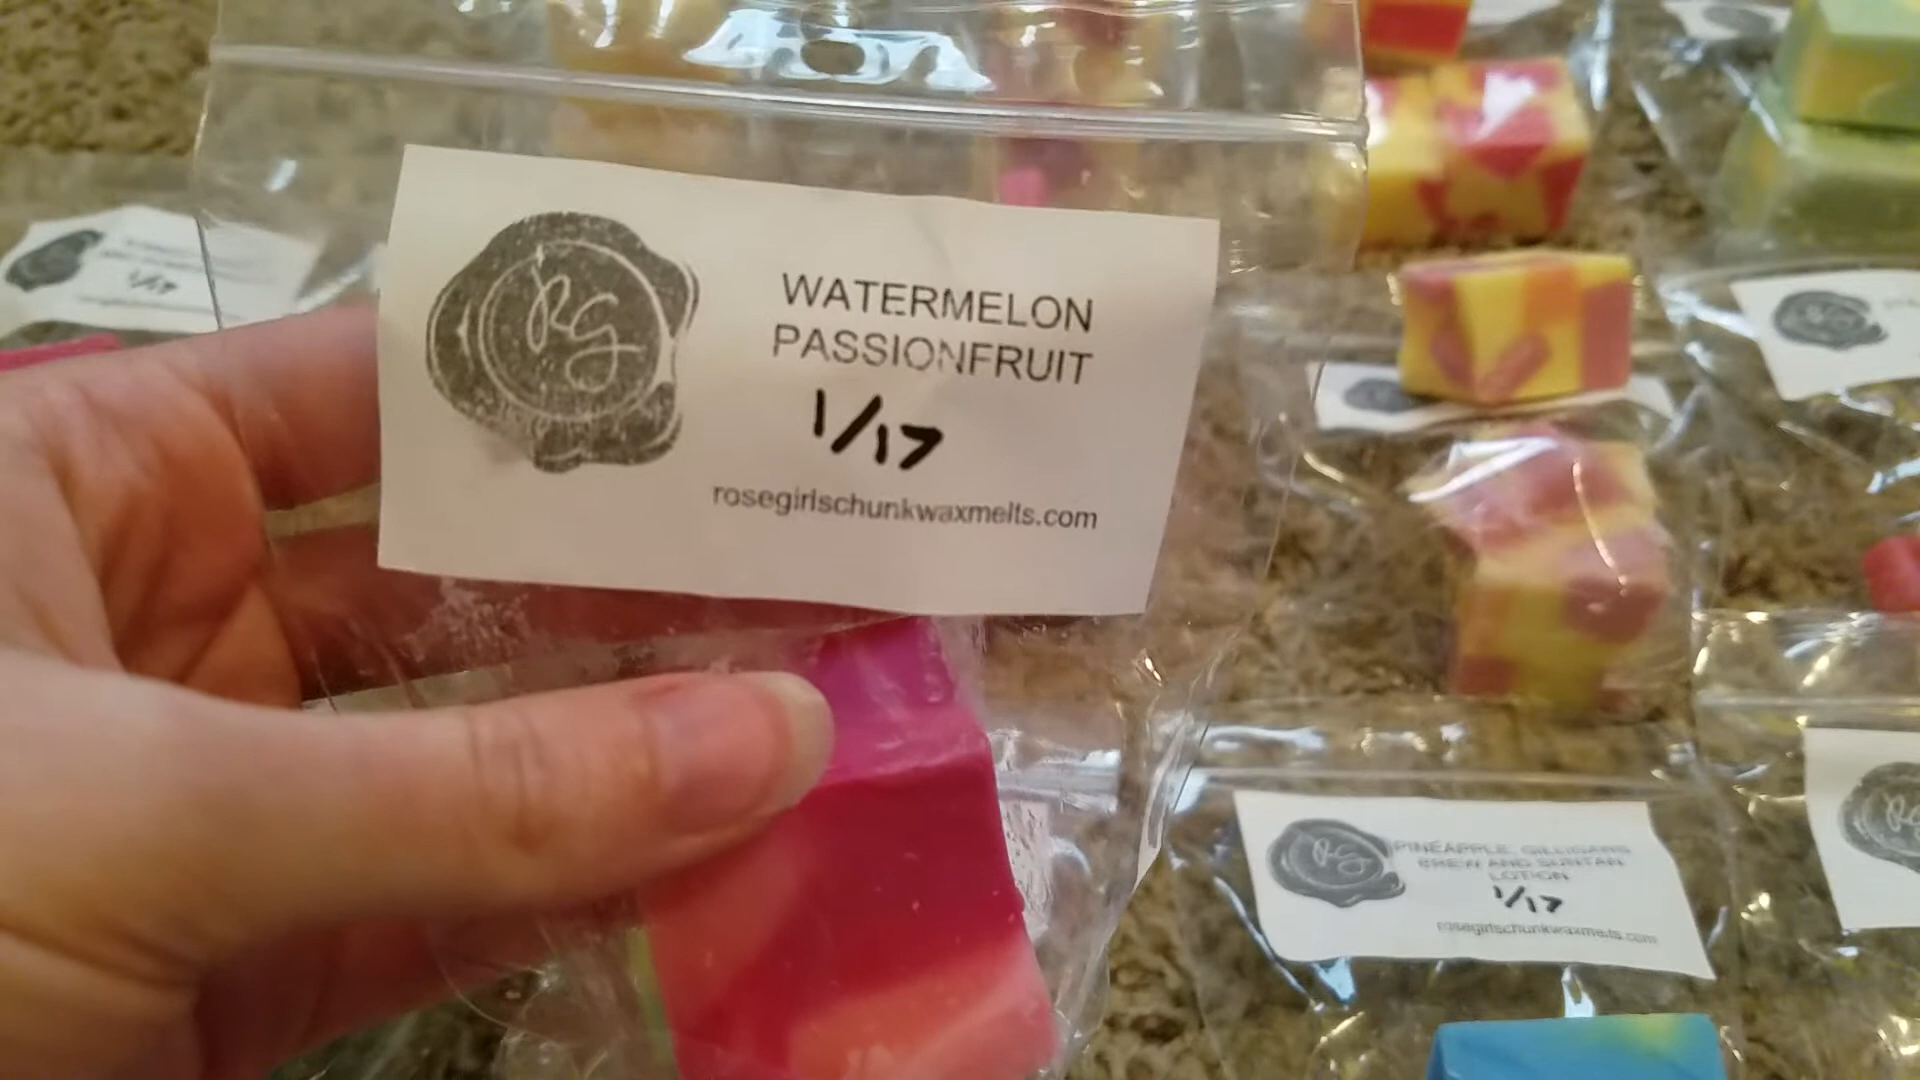 RG
WATERMELON
PASSIONFRUIT
1/17
rosegirlschunkwaxmelts.com
1/17
RG
PINEAPPLE, GILLIGANS
BREW AND SUNTAN
LOTION
1/17
rosegirlschunkwaxmelts.com